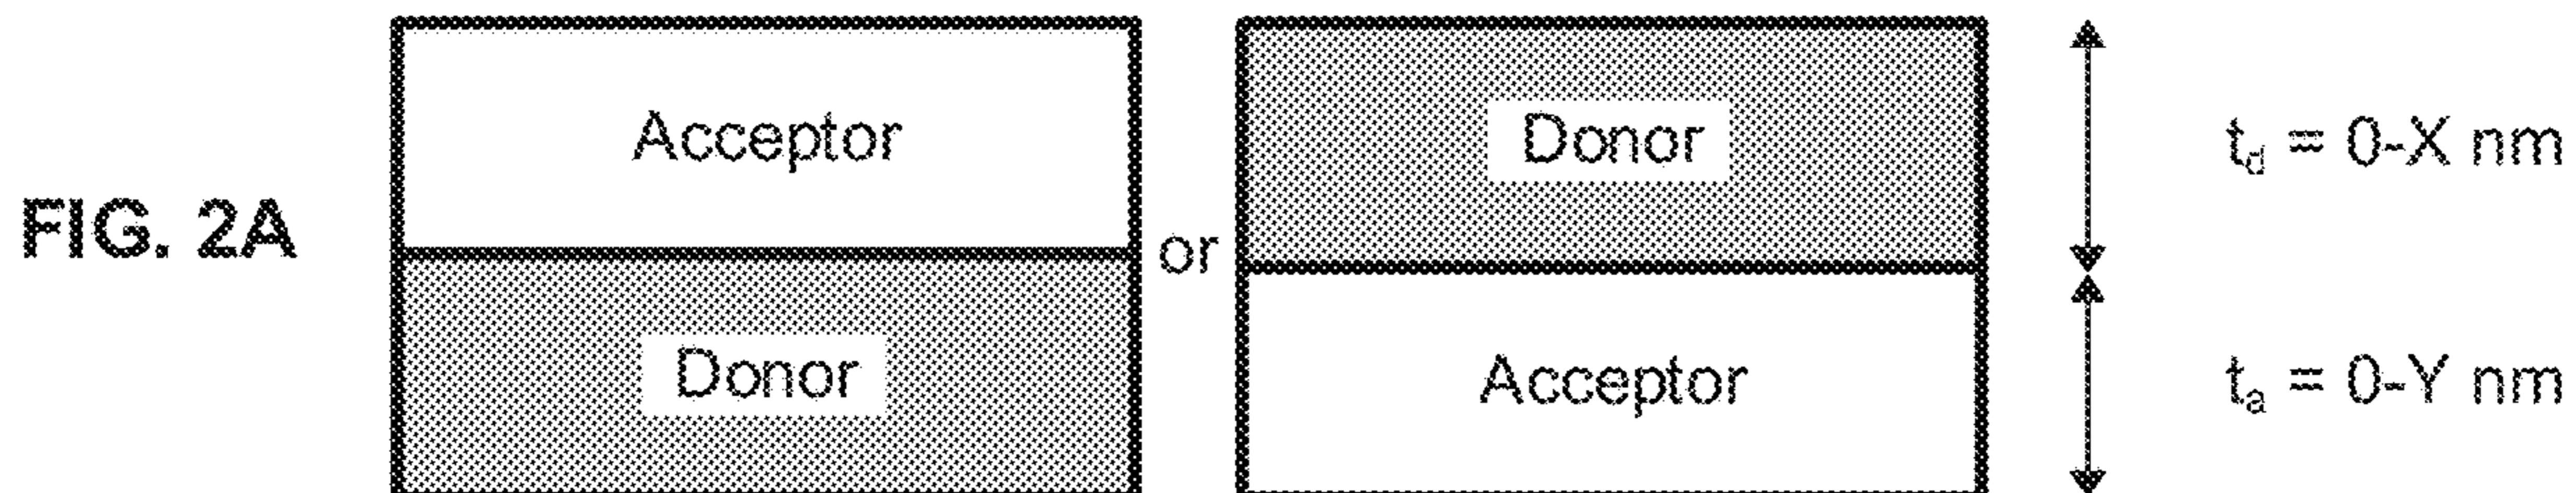 FIG. 2A
Acceptor
Donor
or
Donor
Acceptor
t_d = 0-X nm
t_a = 0-Y nm